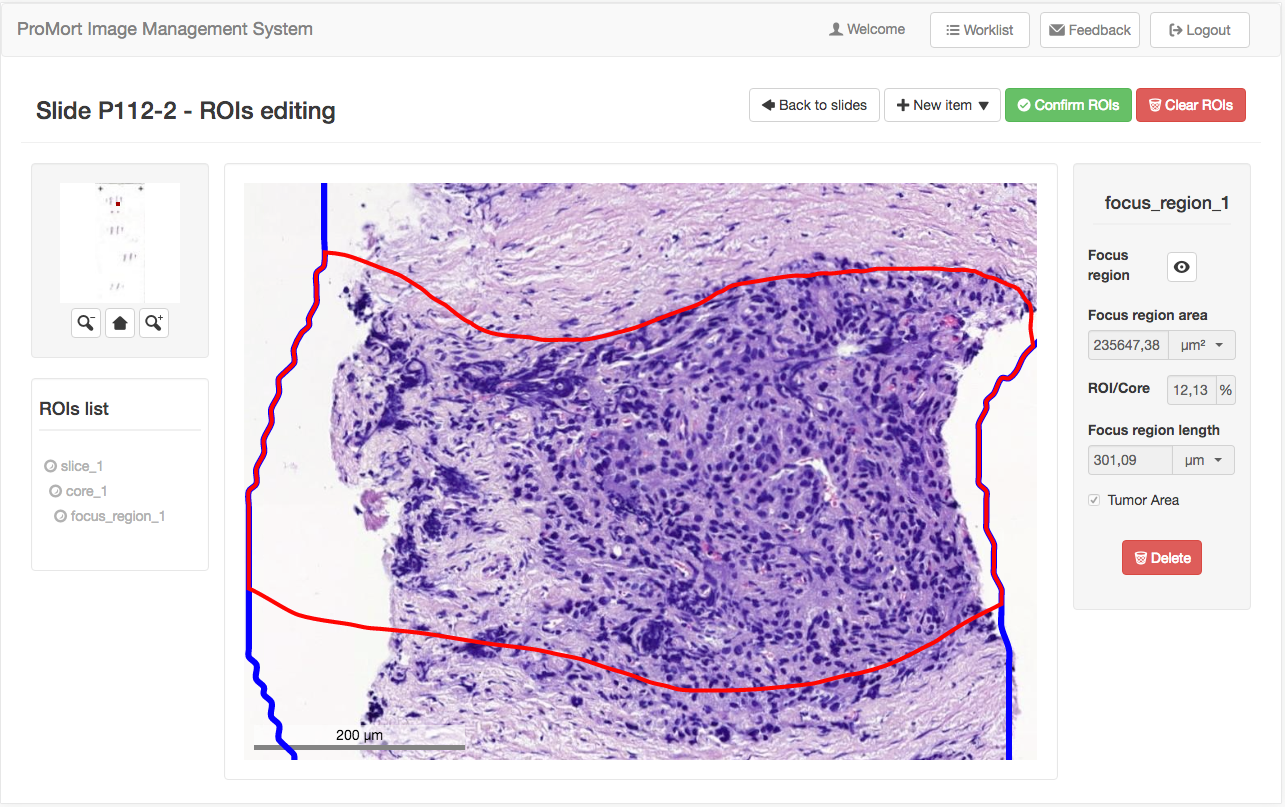 ProMort Image Management System
Welcome
Worklist
Feedback
Logout
Slide P112-2 - ROIs editing
Back to slides
New item
Confirm ROIs
Clear ROIs
ROIs list
slice_1
core_1
focus_region_1
200 µm
focus_region_1
Focus
region
Focus region area
235647,38 µm²
ROI/Core 12,13 %
Focus region length
301,09 µm
Tumor Area
Delete